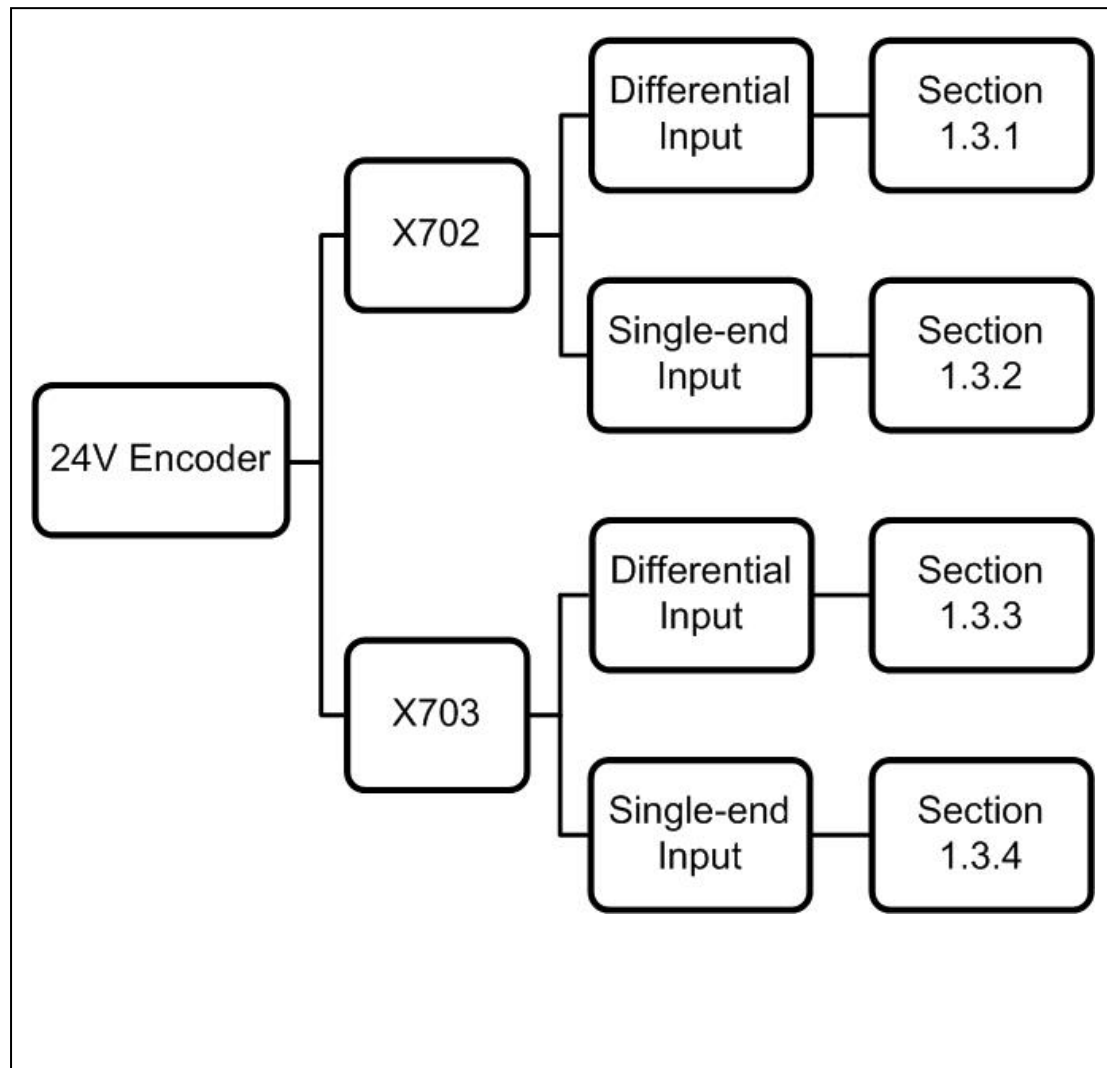 24V Encoder
X702
Differential
Input
Section
1.3.1
Single-end
Input
Section
1.3.2
X703
Differential
Input
Section
1.3.3
Single-end
Input
Section
1.3.4